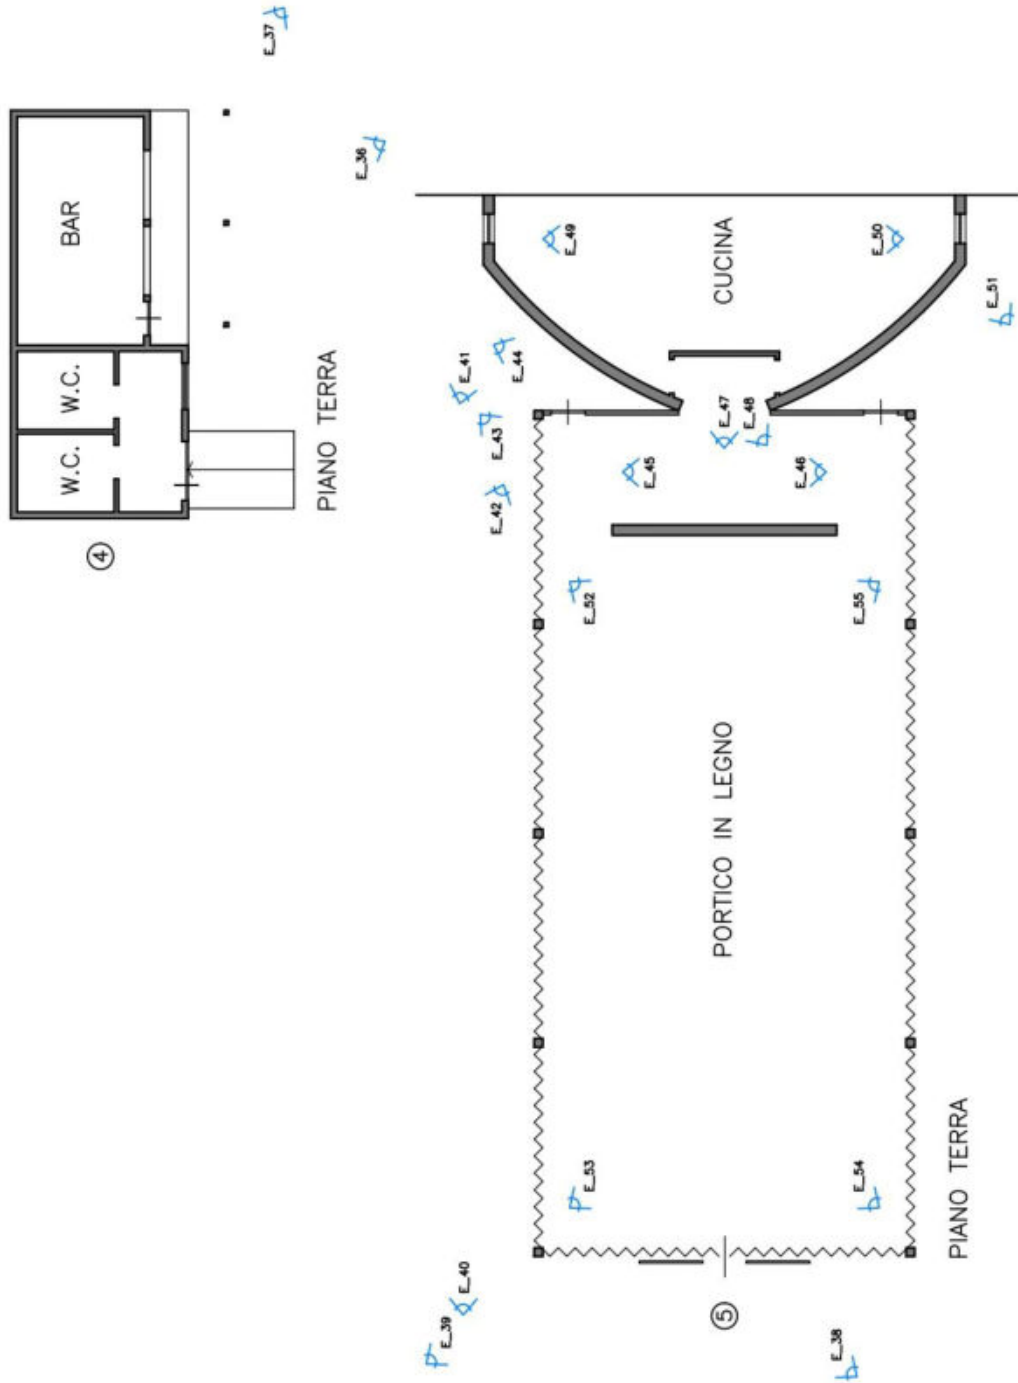 ④
W.C.
W.C.
BAR
PIANO TERRA
E_37
E_36
E_39
E_40
E_38
⑤
E_53
E_54
PORTICO IN LEGNO
E_52
E_55
E_42
E_43
E_41
E_44
E_45
E_46
E_47
E_48
CUCINA
E_49
E_50
E_51
PIANO TERRA